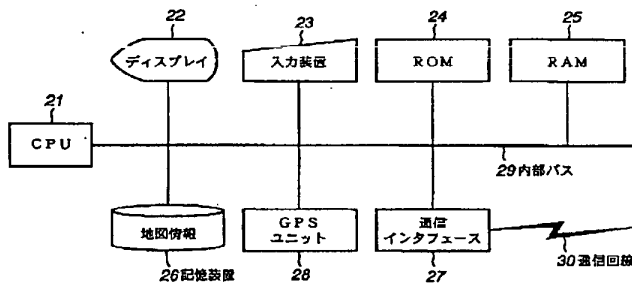 22
23
24
25
ディスプレイ
入力装置
ROM
RAM
21
CPU
29内部バス
地図情報
GPS
ユニット
通信
インタフェース
26記憶装置
28
27
30通信回線